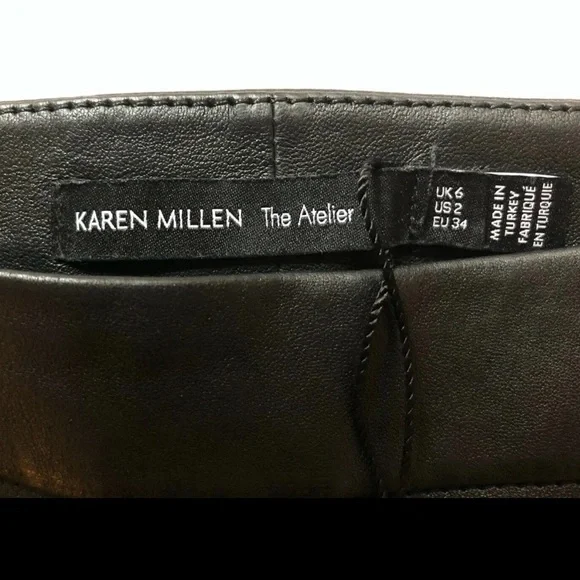 KAREN MILLEN The Atelier
UK 6
US 2
EU 34
MADE IN
TURKEY
FABRIQUÉ
EN TURQUIE